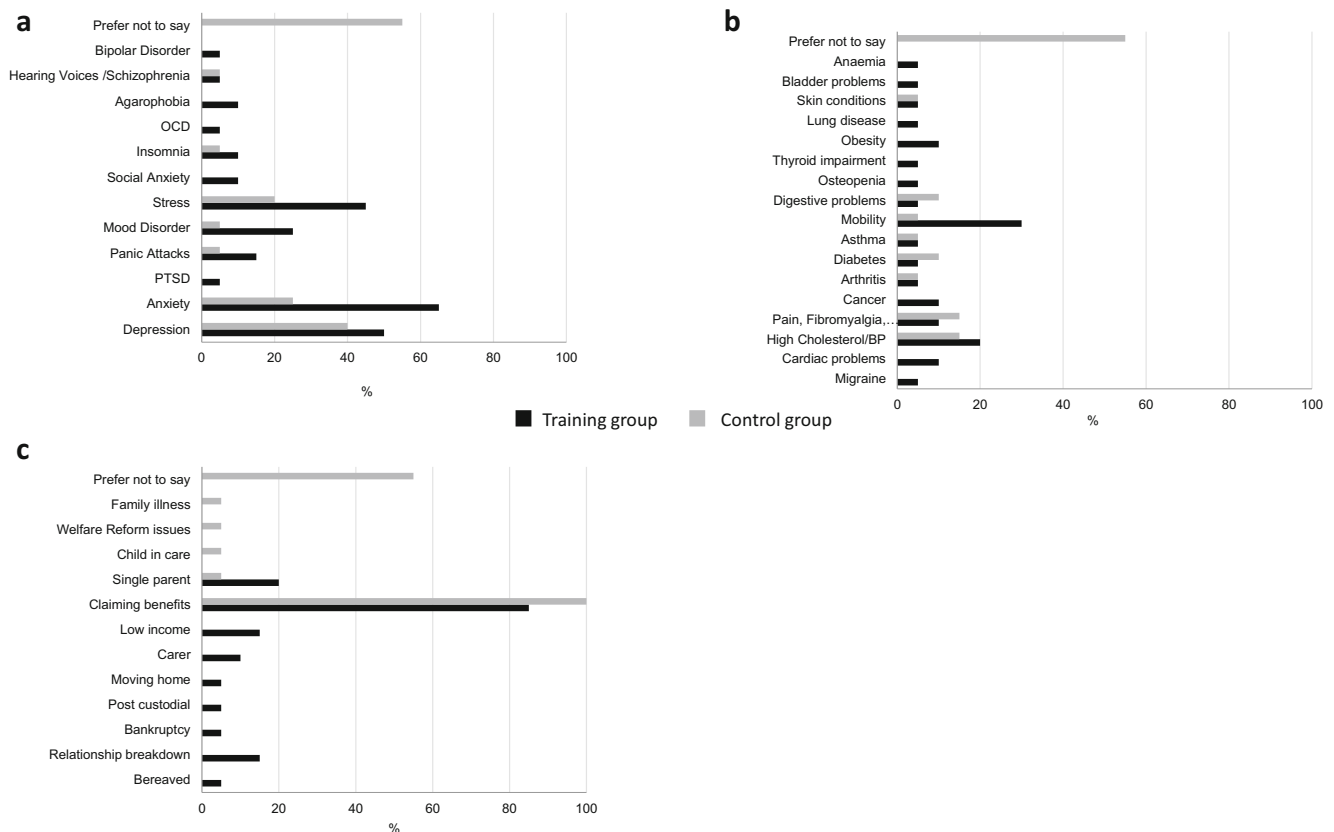 a
Prefer not to say
Bipolar Disorder
Hearing Voices /Schizophrenia
Agarophobia
OCD
Insomnia
Social Anxiety
Stress
Mood Disorder
Panic Attacks
PTSD
Anxiety
Depression
0 20 40 60 80 100
%
b
Prefer not to say
Anaemia
Bladder problems
Skin conditions
Lung disease
Obesity
Thyroid impairment
Osteopenia
Digestive problems
Mobility
Asthma
Diabetes
Arthritis
Cancer
Pain, Fibromyalgia,…
High Cholesterol/BP
Cardiac problems
Migraine
0 20 40 60 80 100
%
Training group Control group
c
Prefer not to say
Family illness
Welfare Reform issues
Child in care
Single parent
Claiming benefits
Low income
Carer
Moving home
Post custodial
Bankruptcy
Relationship breakdown
Bereaved
0 20 40 60 80 100
%